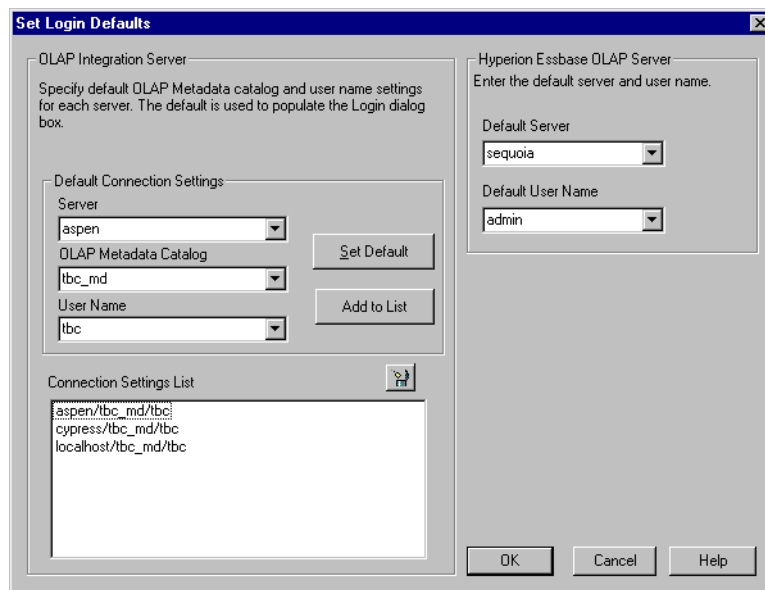 Set Login Defaults
OLAP Integration Server
Specify default OLAP Metadata catalog and user name settings
for each server. The default is used to populate the Login dialog
box.
Default Connection Settings
Server
aspen
OLAP Metadata Catalog
tbc_md
User Name
tbc
Set Default
Add to List
Connection Settings List
aspen/tbc_md/tbc
cypress/tbc_md/tbc
localhost/tbc_md/tbc
Hyperion Essbase OLAP Server
Enter the default server and user name.
Default Server
sequoia
Default User Name
admin
OK
Cancel
Help